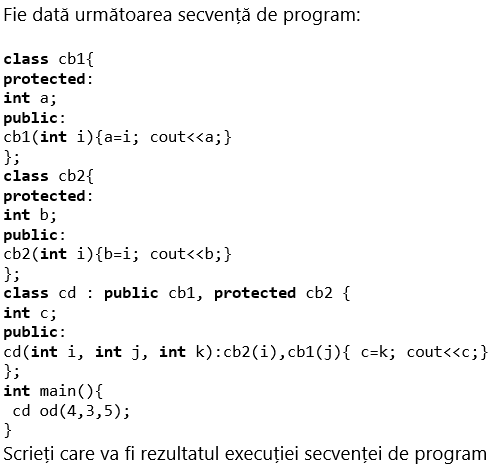 Fie dată următoarea secvență de program:
class cb1{
protected:
int a;
public:
cb1(int i){a=i; cout<<a;}
};
class cb2{
protected:
int b;
public:
cb2(int i){b=i; cout<<b;}
};
class cd : public cb1, protected cb2 {
int c;
public:
cd(int i, int j, int k):cb2(i),cb1(j){ c=k; cout<<c;}
};
int main(){
cd od(4,3,5);
}
Scrieți care va fi rezultatul execuției secvenței de program